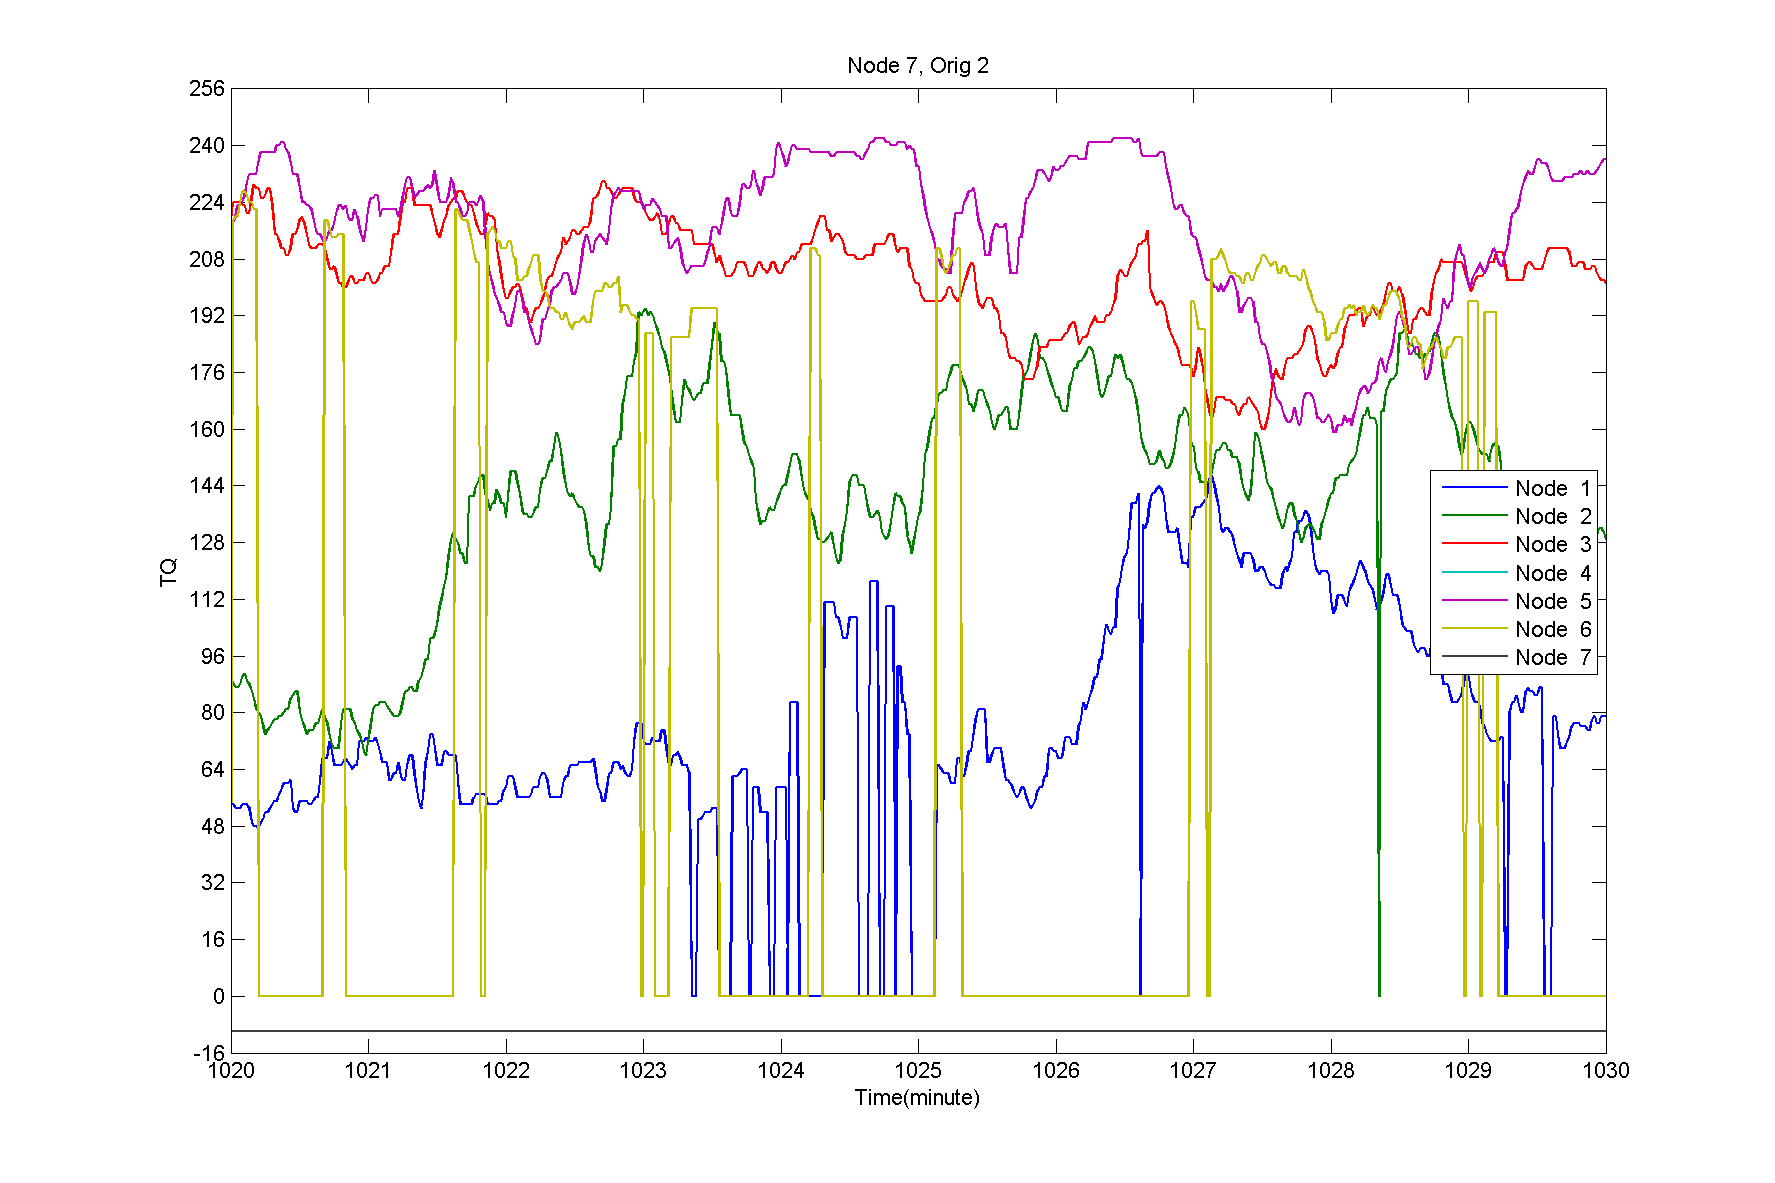 Node 7, Orig 2
256
240
224
208
192
176
160
144
128
112
96
80
64
48
32
16
0
-16
TQ
Node 1
Node 2
Node 3
Node 4
Node 5
Node 6
Node 7
1020 1021 1022 1023 1024 1025 1026 1027 1028 1029 1030
Time(minute)